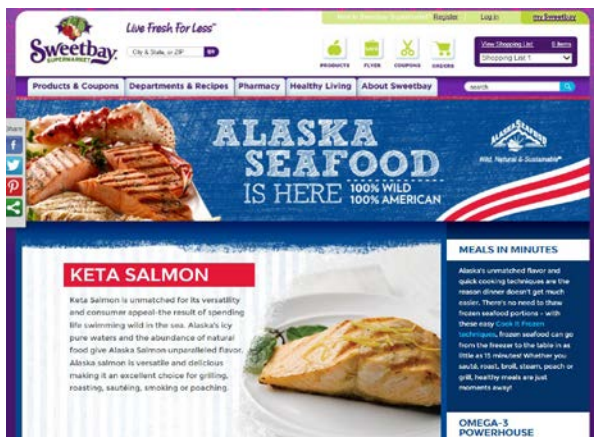 Live Fresh For Less
Register
Log in
my Sweetbay
Sweetbay.
SUPERMARKET
City & State, or ZIP
GO
PRODUCTS
FLYER
COUPONS
ORDERS
View Shopping List
0 Items
Shopping List 1
Products & Coupons
Departments & Recipes
Pharmacy
Healthy Living
About Sweetbay
search
Share
ALASKA
SEAFOOD
IS HERE
100% WILD
100% AMERICAN
ALASKA SEAFOOD
Wild, Natural & Sustainable®
KETA SALMON
Keta Salmon is unmatched for its versatility
and consumer appeal-the result of spending
life swimming wild in the sea. Alaska's icy
pure waters and the abundance of natural
food give Alaska Salmon unparalleled flavor.
Alaska salmon is versatile and delicious
making it an excellent choice for grilling,
roasting, sautéing, smoking or poaching.
MEALS IN MINUTES
Alaska's unmatched flavor and
quick cooking techniques are the
reason dinner doesn't get much
easier. There's no need to thaw
frozen seafood portions – with
these easy Cook It Frozen
techniques, frozen seafood can go
from the freezer to the table in as
little as 15 minutes! Whether you
sauté, roast, broil, steam, poach or
grill, healthy meals are just
moments away!
OMEGA-3
POWERHOUSE